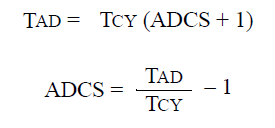 TAD = TCY (ADCS + 1)
ADCS = TAD / TCY – 1